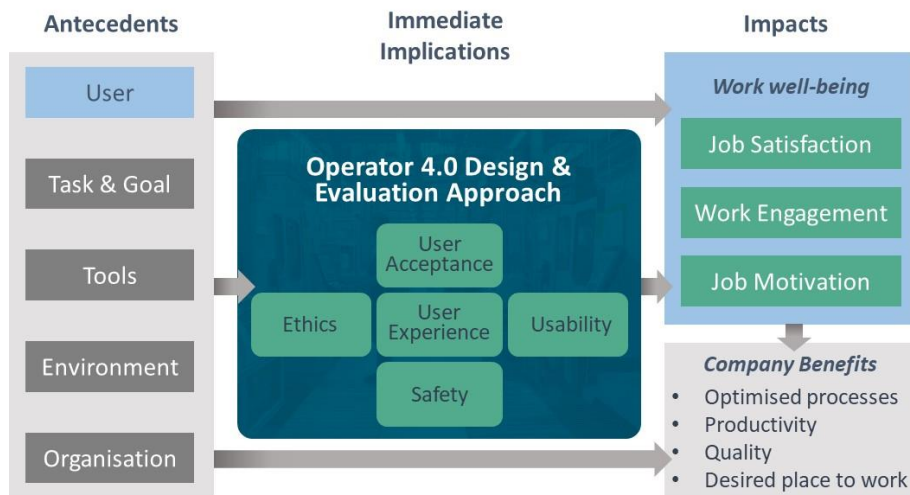 Antecedents
Immediate
Implications
Impacts
User
Task & Goal
Tools
Environment
Organisation
Operator 4.0 Design &
Evaluation Approach
User
Acceptance
Ethics
User
Experience
Usability
Safety
Work well-being
Job Satisfaction
Work Engagement
Job Motivation
Company Benefits
• Optimised processes
• Productivity
• Quality
• Desired place to work